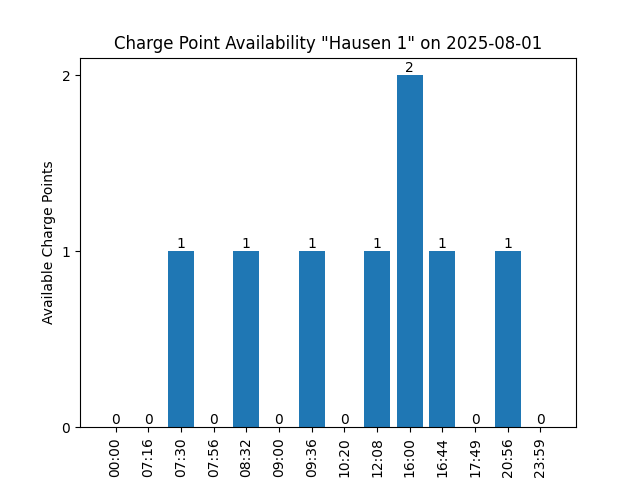 Charge Point Availability "Hausen 1" on 2025-08-01
Available Charge Points
2
1
0
0 0 1 0 1 0 1 0 1 2 1 0 1 0
00:00 07:16 07:30 07:56 08:32 09:00 09:36 10:20 12:08 16:00 16:44 17:49 20:56 23:59